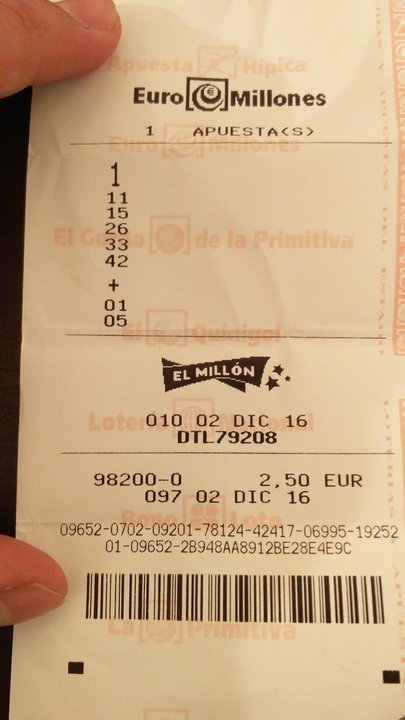 Apuesta Hípica
Euro Millones
1 APUESTA(S)
Euro Millones
1
11
15
26
El Gordo de la Primitiva
33
42
+
01
05
El Quinigol
EL MILLÓN
010 02 DIC 16
Lotería Nacional
DTL79208
98200-0 2,50 EUR
097 02 DIC 16
Bono Loto
09652-0702-09201-78124-42417-06995-19252
01-09652-2B948AA8912BE28E4E9C
La Primitiva